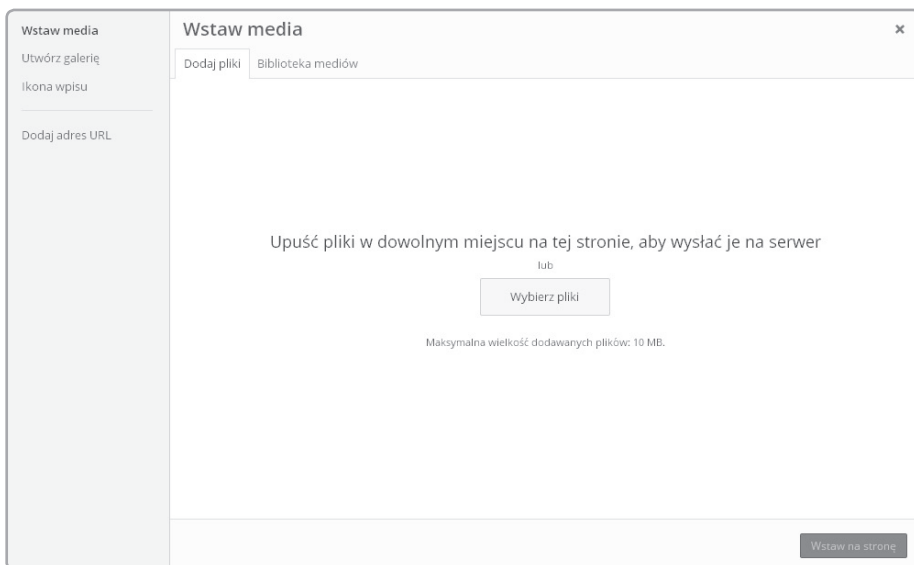 Wstaw media
Utwórz galerię
Ikona wpisu
Dodaj adres URL
Wstaw media
×
Dodaj pliki
Biblioteka mediów
Upuść pliki w dowolnym miejscu na tej stronie, aby wysłać je na serwer
lub
Wybierz pliki
Maksymalna wielkość dodawanych plików: 10 MB.
Wstaw na stronę